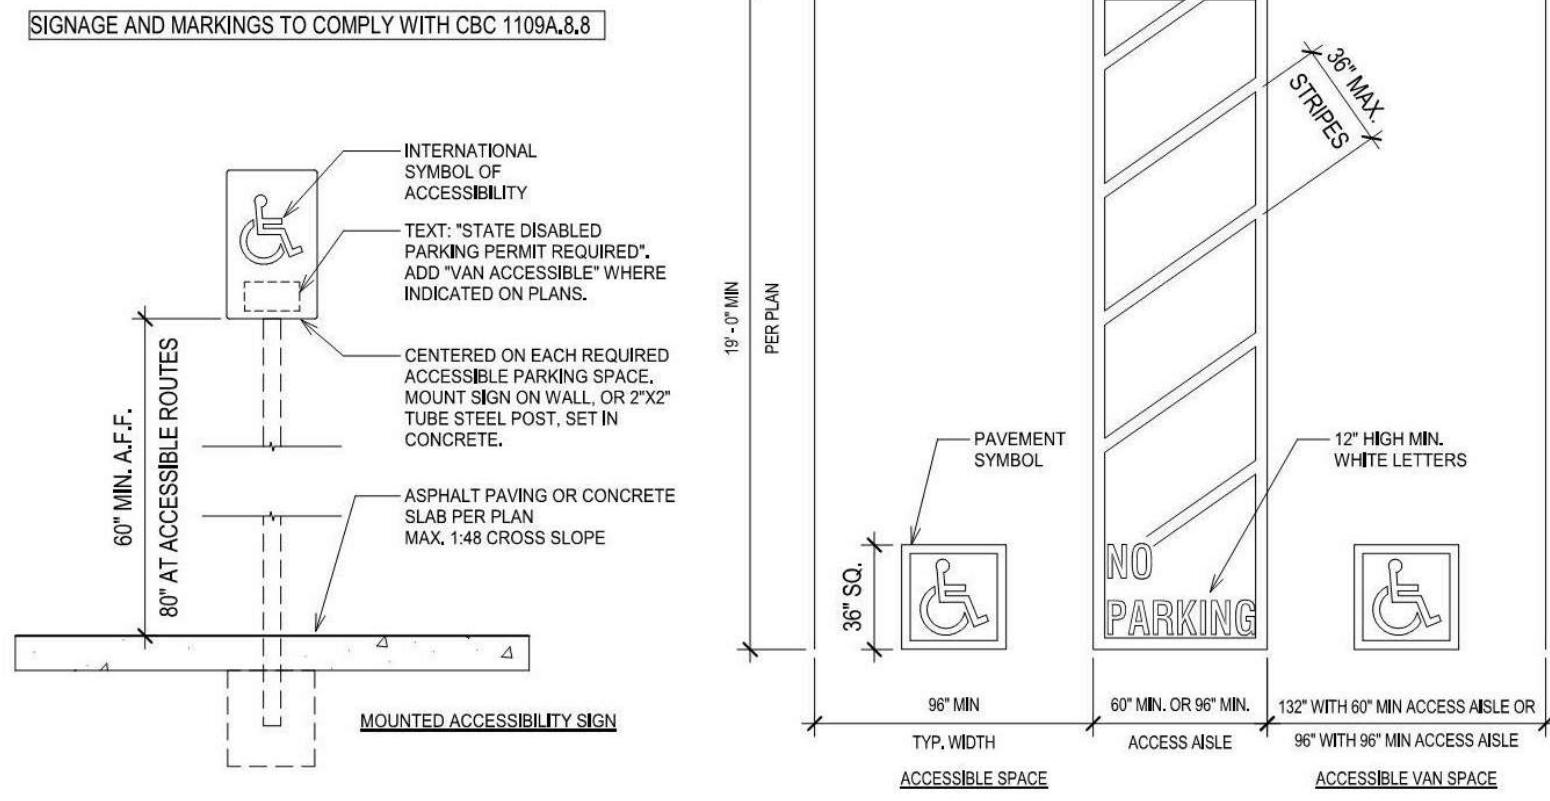 SIGNAGE AND MARKINGS TO COMPLY WITH CBC 1109A.8.8
INTERNATIONAL
SYMBOL OF
ACCESSIBILITY
TEXT: "STATE DISABLED
PARKING PERMIT REQUIRED".
ADD "VAN ACCESSIBLE" WHERE
INDICATED ON PLANS.
CENTERED ON EACH REQUIRED
ACCESSIBLE PARKING SPACE.
MOUNT SIGN ON WALL, OR 2"X2"
TUBE STEEL POST, SET IN
CONCRETE.
ASPHALT PAVING OR CONCRETE
SLAB PER PLAN
MAX. 1:48 CROSS SLOPE
60" MIN. A.F.F.
80" AT ACCESSIBLE ROUTES
MOUNTED ACCESSIBILITY SIGN
36" MAX.
STRIPES
19' - 0" MIN
PER PLAN
PAVEMENT
SYMBOL
12" HIGH MIN.
WHITE LETTERS
36" SQ.
NO
PARKING
96" MIN
TYP. WIDTH
ACCESSIBLE SPACE
60" MIN. OR 96" MIN.
ACCESS AISLE
132" WITH 60" MIN ACCESS AISLE OR
96" WITH 96" MIN ACCESS AISLE
ACCESSIBLE VAN SPACE